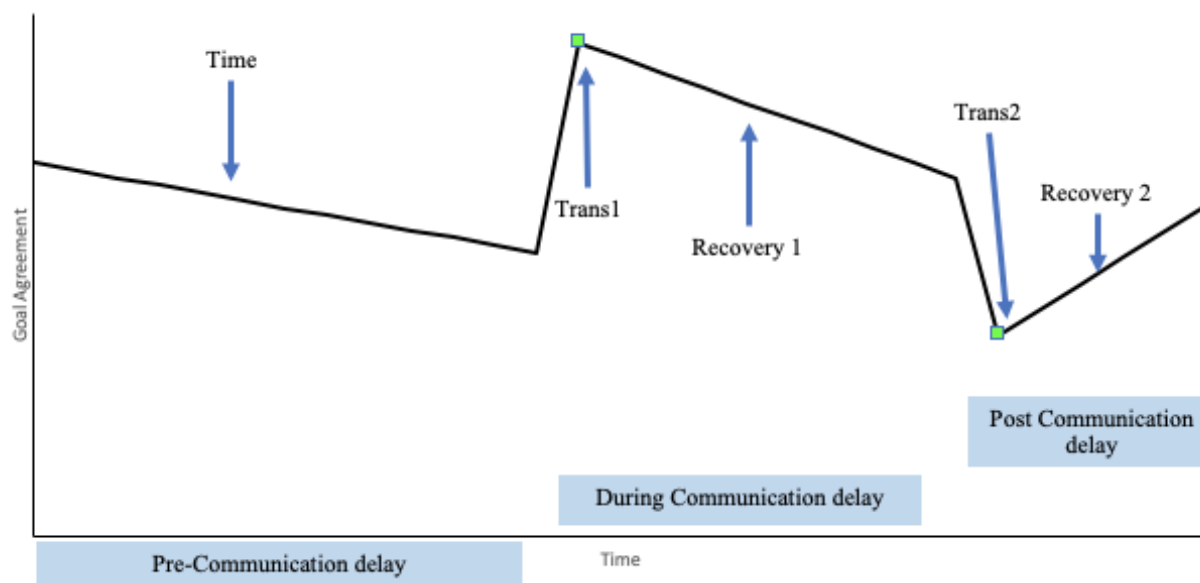 Time
Trans1
Recovery 1
Trans2
Recovery 2
Goal Agreement
Post Communication
delay
During Communication delay
Pre-Communication delay
Time